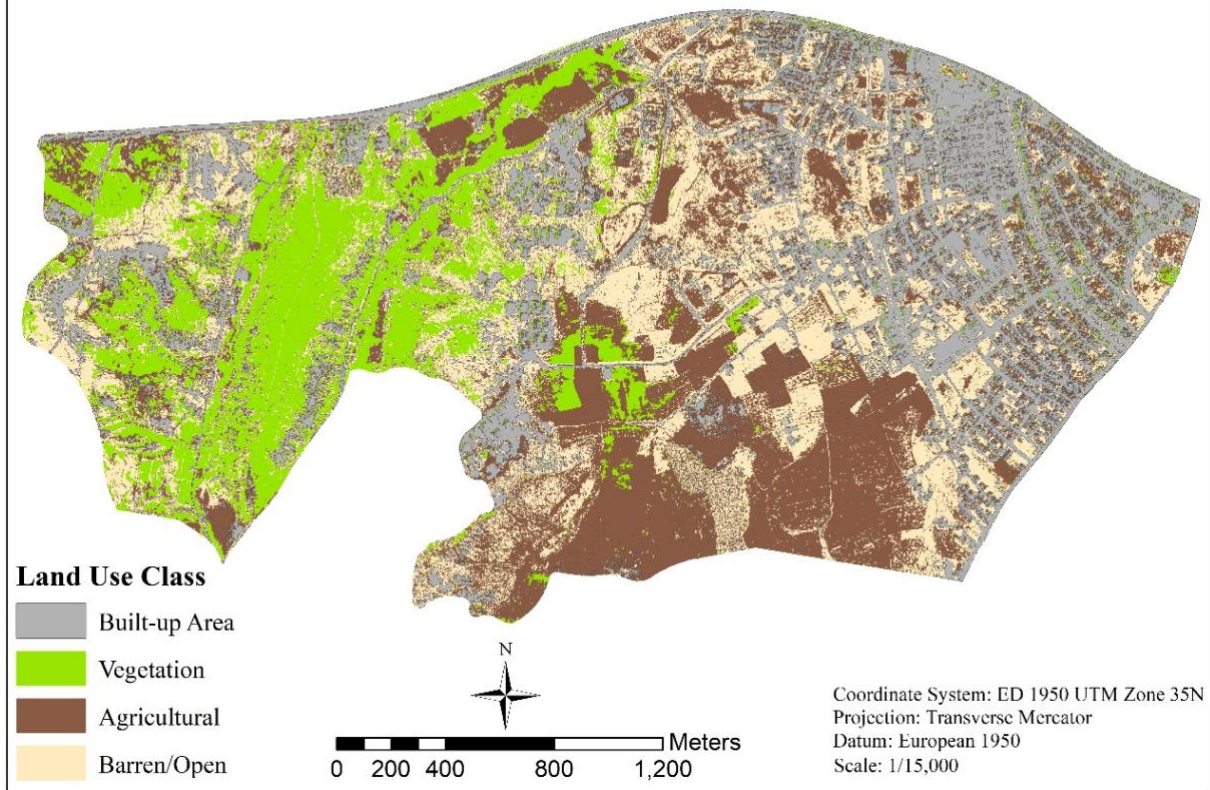 Land Use Class
Built-up Area
Vegetation
Agricultural
Barren/Open
N
Meters
0 200 400 800 1,200
Coordinate System: ED 1950 UTM Zone 35N
Projection: Transverse Mercator
Datum: European 1950
Scale: 1/15,000